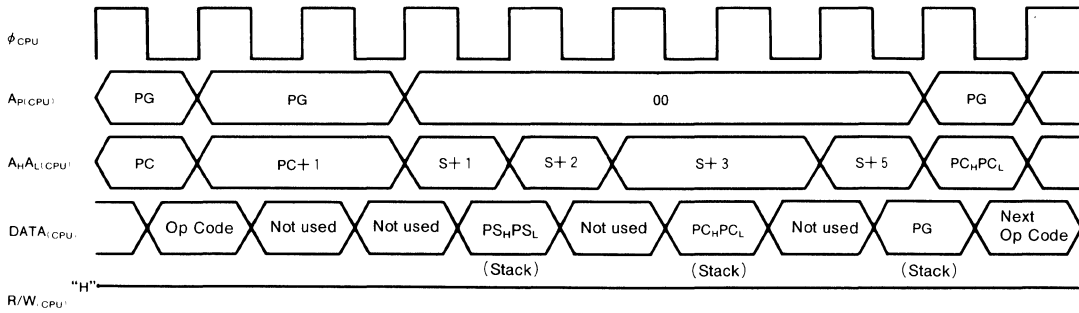 φCPU
AP(CPU) PG PG 00 PG
AHAL(CPU) PC PC+1 S+1 S+2 S+3 S+5 PCHPCL
DATA(CPU) Op Code Not used Not used PSHPSL Not used PCHPCL Not used PG Next Op Code
(Stack) (Stack) (Stack)
R/W(CPU) "H"